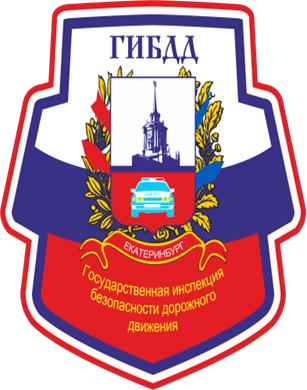 ГИБДД
ЕКАТЕРИНБУРГ
Государственная инспекция
безопасности дорожного
движения